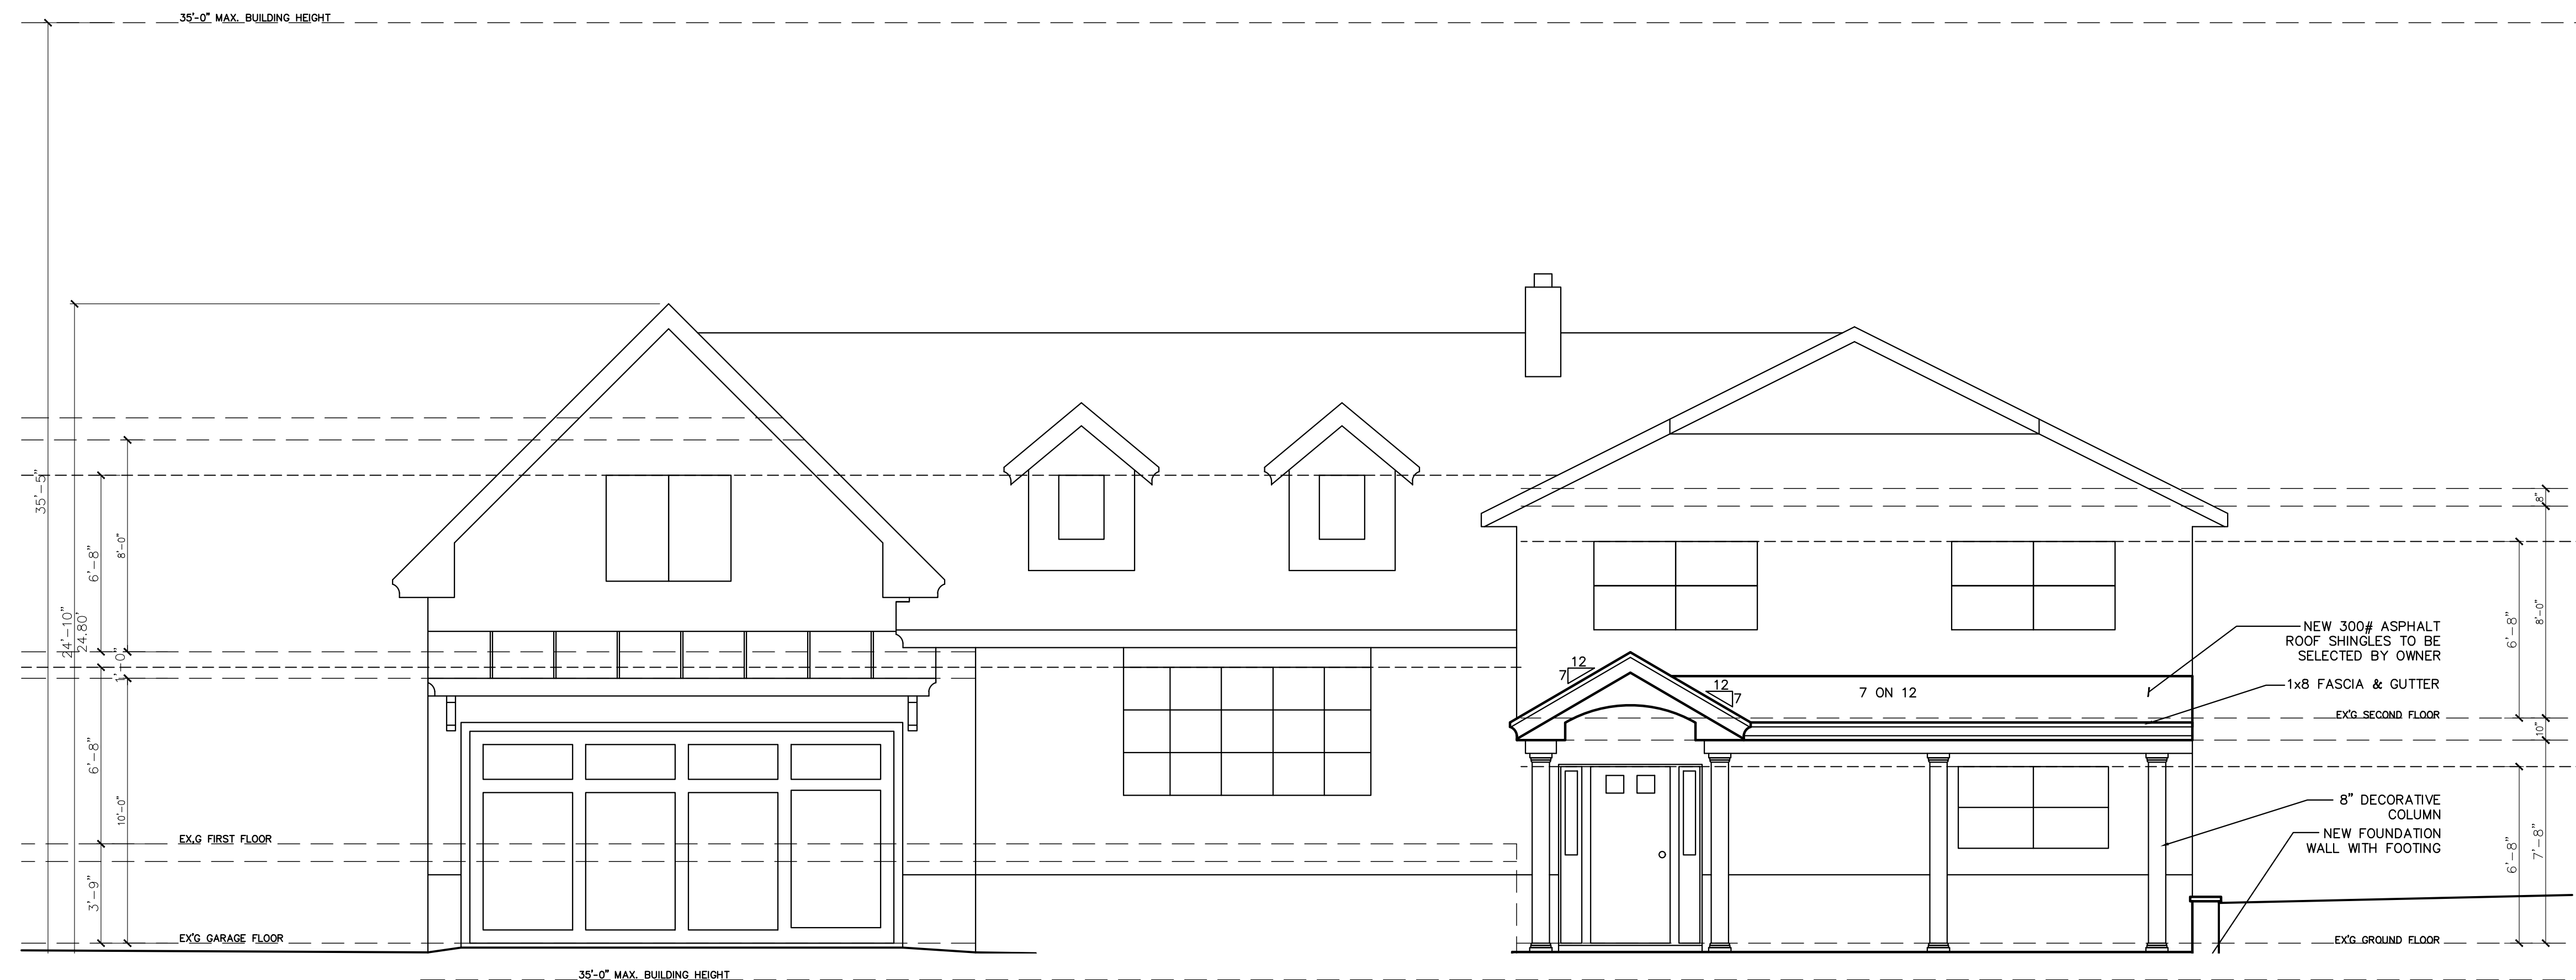 35'-0" MAX. BUILDING HEIGHT
35'-5"
24'-10"
24.80'
6'-8"
8'-0"
1'-0"
6'-8"
10'-0"
3'-9"
EX.G FIRST FLOOR
EX'G GARAGE FLOOR
12
7
12
7
7 ON 12
NEW 300# ASPHALT
ROOF SHINGLES TO BE
SELECTED BY OWNER
1x8 FASCIA & GUTTER
EX'G SECOND FLOOR
8" DECORATIVE
COLUMN
NEW FOUNDATION
WALL WITH FOOTING
EX'G GROUND FLOOR
8"
8'-0"
6'-8"
10"
6'-8"
7'-8"
35'-0" MAX. BUILDING HEIGHT